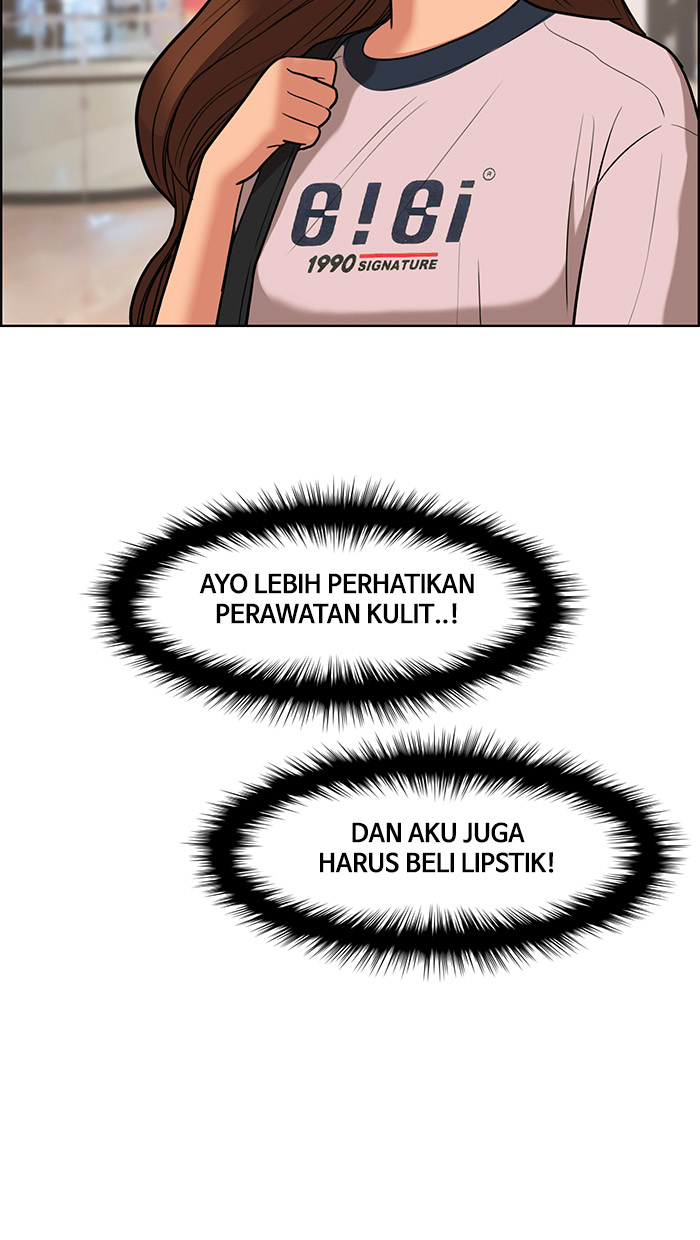 6!6i®
1990 SIGNATURE
AYO LEBIH PERHATIKAN
PERAWATAN KULIT..!
DAN AKU JUGA
HARUS BELI LIPSTIK!